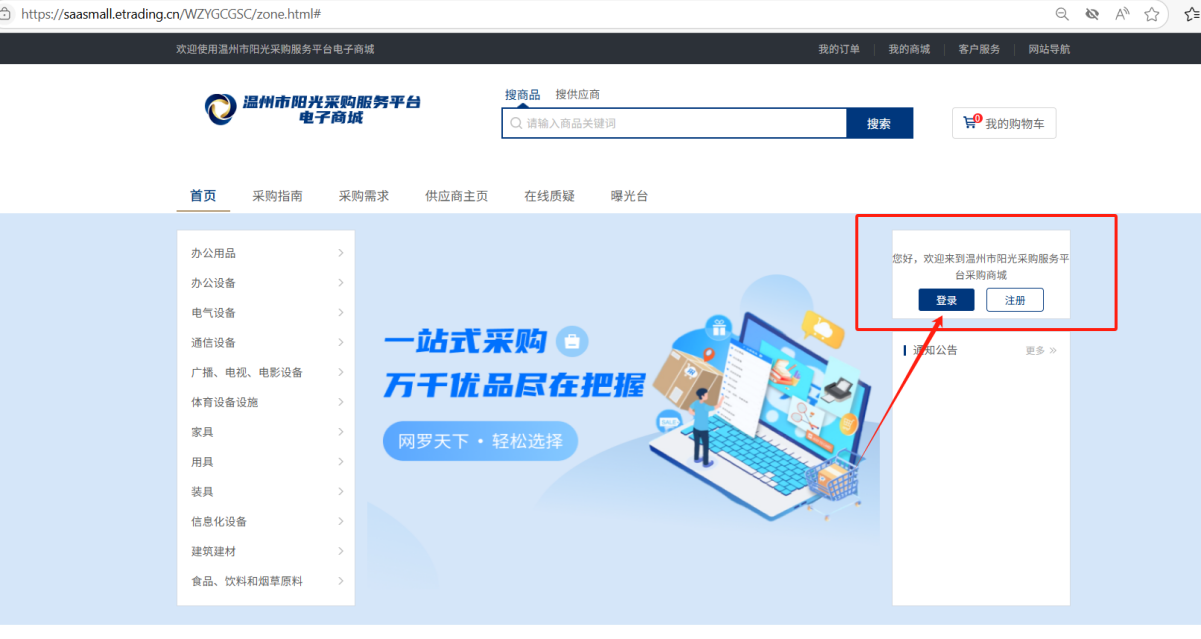 https://saasmall.etrading.cn/WZYGCGSC/zone.html#
欢迎使用温州市阳光采购服务平台电子商城
我的订单
我的商城
客户服务
网站导航
温州市阳光采购服务平台
电子商城
搜商品
搜供应商
请输入商品关键词
搜索
0
我的购物车
首页
采购指南
采购需求
供应商主页
在线质疑
曝光台
办公用品
办公设备
电气设备
通信设备
广播、电视、电影设备
体育设备设施
家具
用具
装具
信息化设备
建筑建材
食品、饮料和烟草原料
一站式采购
万千优品尽在把握
网罗天下 • 轻松选择
SALE
您好，欢迎来到温州市阳光采购服务平
台采购商城
登录
注册
通知公告
更多